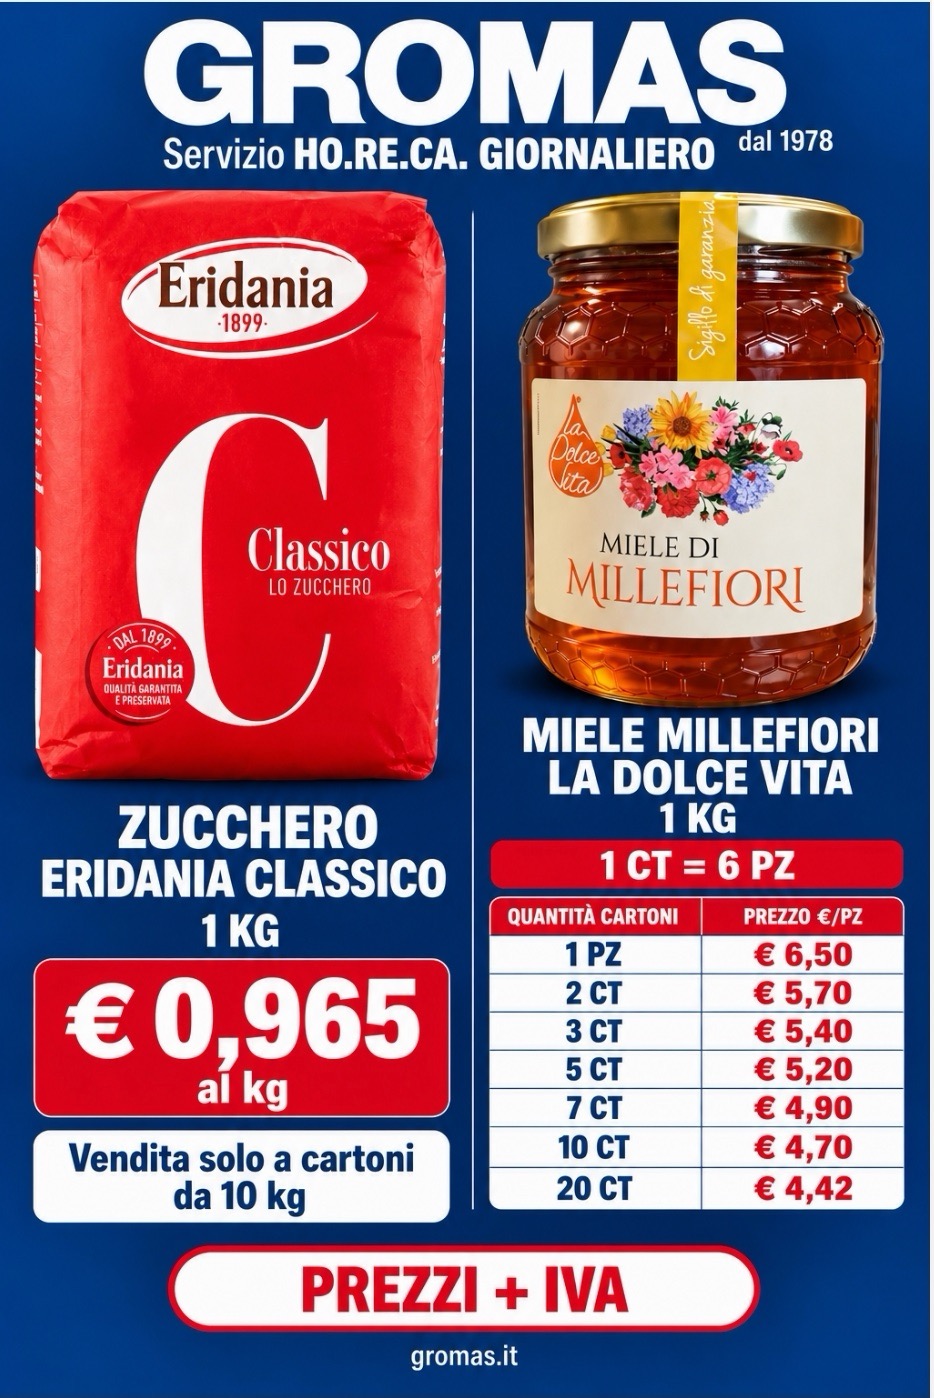 GROMAS
Servizio HO.RE.CA. GIORNALIERO dal 1978
Eridania
·1899·
C
Classico
LO ZUCCHERO
· DAL 1899 ·
Eridania
QUALITÀ GARANTITA
E PRESERVATA
ZUCCHERO
ERIDANIA CLASSICO
1 KG
€ 0,965
al kg
Vendita solo a cartoni
da 10 kg
Sigillo di garanzia
la
Dolce
Vita
MIELE DI
MILLEFIORI
MIELE MILLEFIORI
LA DOLCE VITA
1 KG
1 CT = 6 PZ
QUANTITÀ CARTONI PREZZO €/PZ
1 PZ € 6,50
2 CT € 5,70
3 CT € 5,40
5 CT € 5,20
7 CT € 4,90
10 CT € 4,70
20 CT € 4,42
PREZZI + IVA
gromas.it